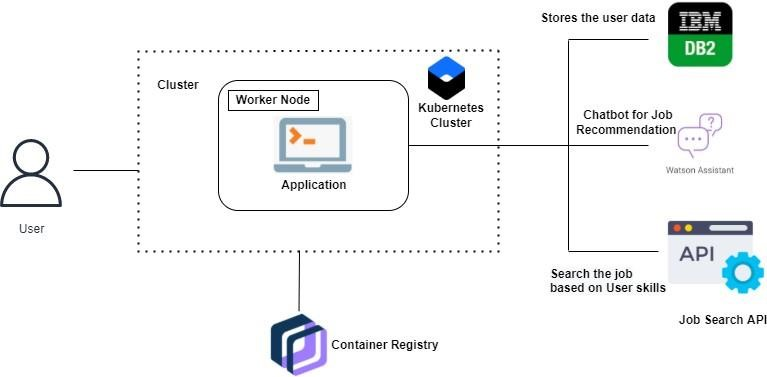 Stores the user data
IBM
DB2
Cluster
Worker Node
Kubernetes
Cluster
Chatbot for Job
Recommendation
?
Watson Assistant
Application
User
API
Search the job
based on User skills
Job Search API
Container Registry